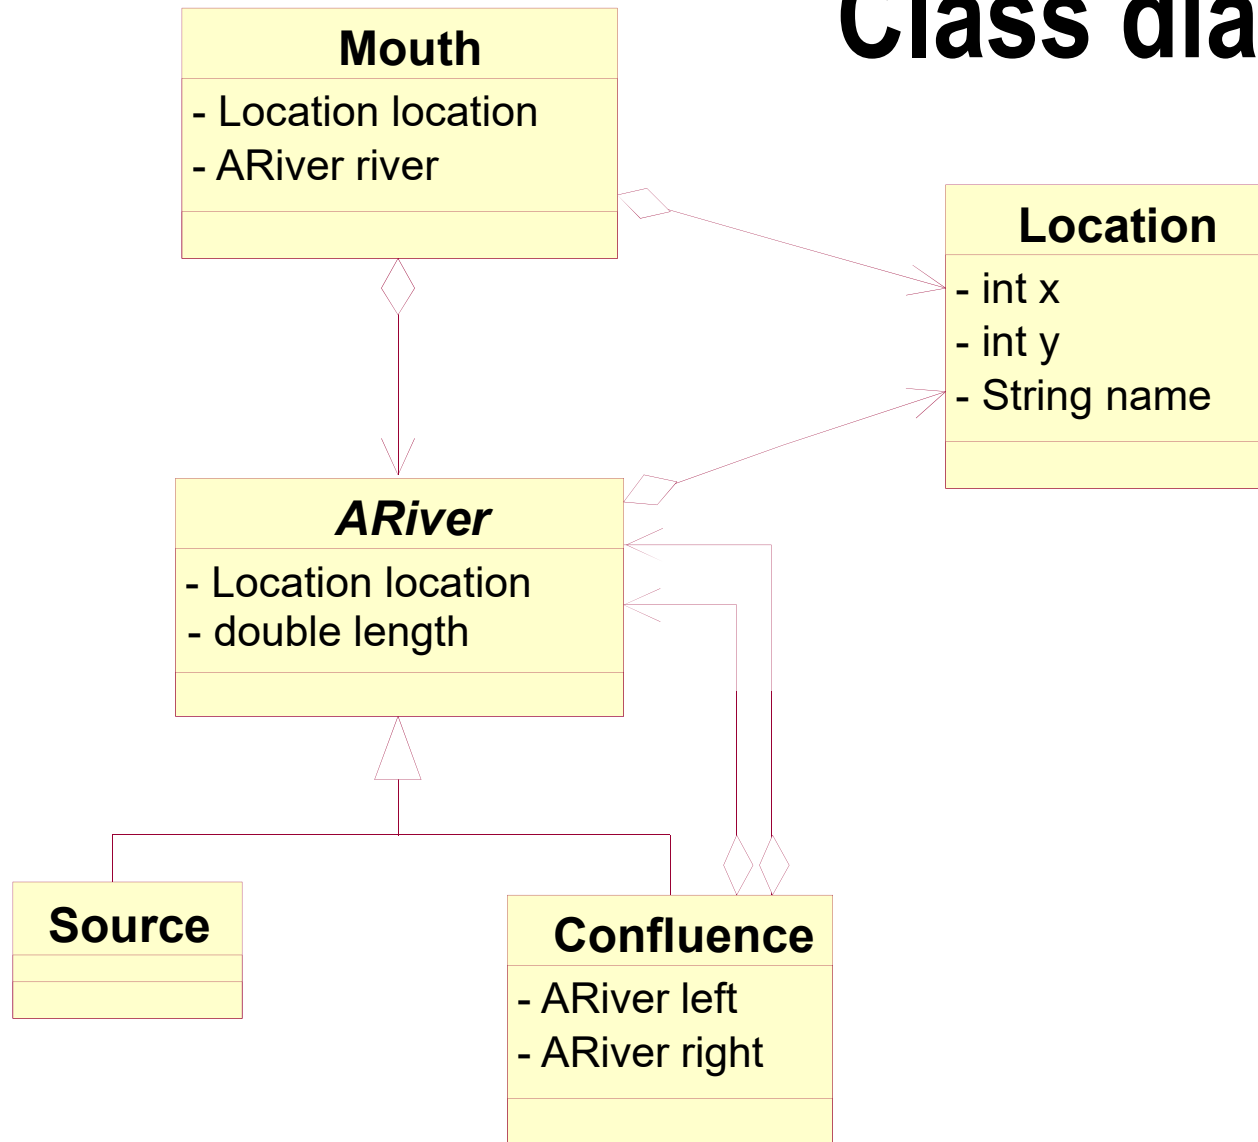 Class dia
Mouth
- Location location
- ARiver river
Location
- int x
- int y
- String name
ARiver
- Location location
- double length
Source
Confluence
- ARiver left
- ARiver right